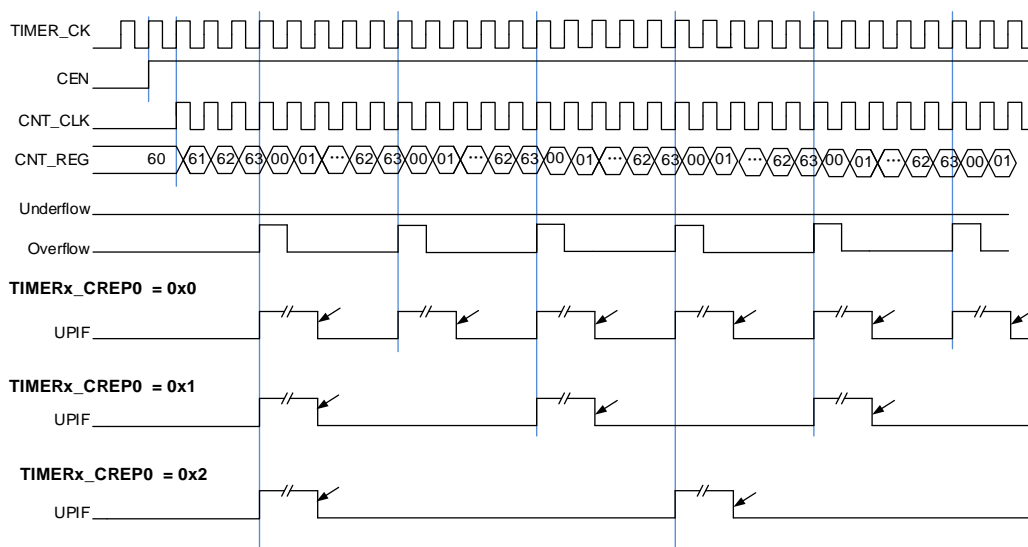 TIMER_CK
CEN
CNT_CLK
CNT_REG 60 61 62 63 00 01 ... 62 63 00 01 ... 62 63 00 01 ... 62 63 00 01 ... 62 63 00 01 ... 62 63 00 01
Underflow
Overflow
TIMERx_CREP0 = 0x0
UPIF
TIMERx_CREP0 = 0x1
UPIF
TIMERx_CREP0 = 0x2
UPIF